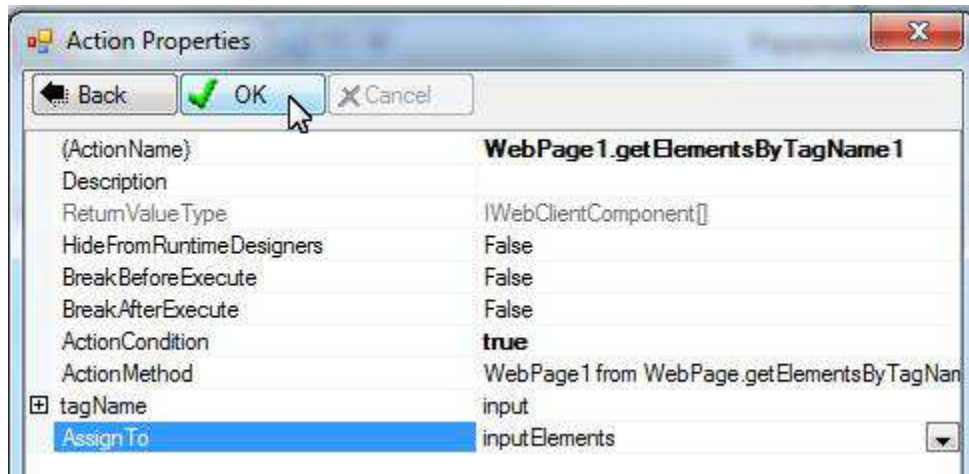 Action Properties
Back OK Cancel
(ActionName) WebPage1.getElementsByTagName1
Description
ReturnValueType IWebClientComponent[]
HideFromRuntimeDesigners False
BreakBeforeExecute False
BreakAfterExecute False
ActionCondition true
ActionMethod WebPage1 from WebPage.getElementsByTagNam
tagName input
AssignTo inputElements